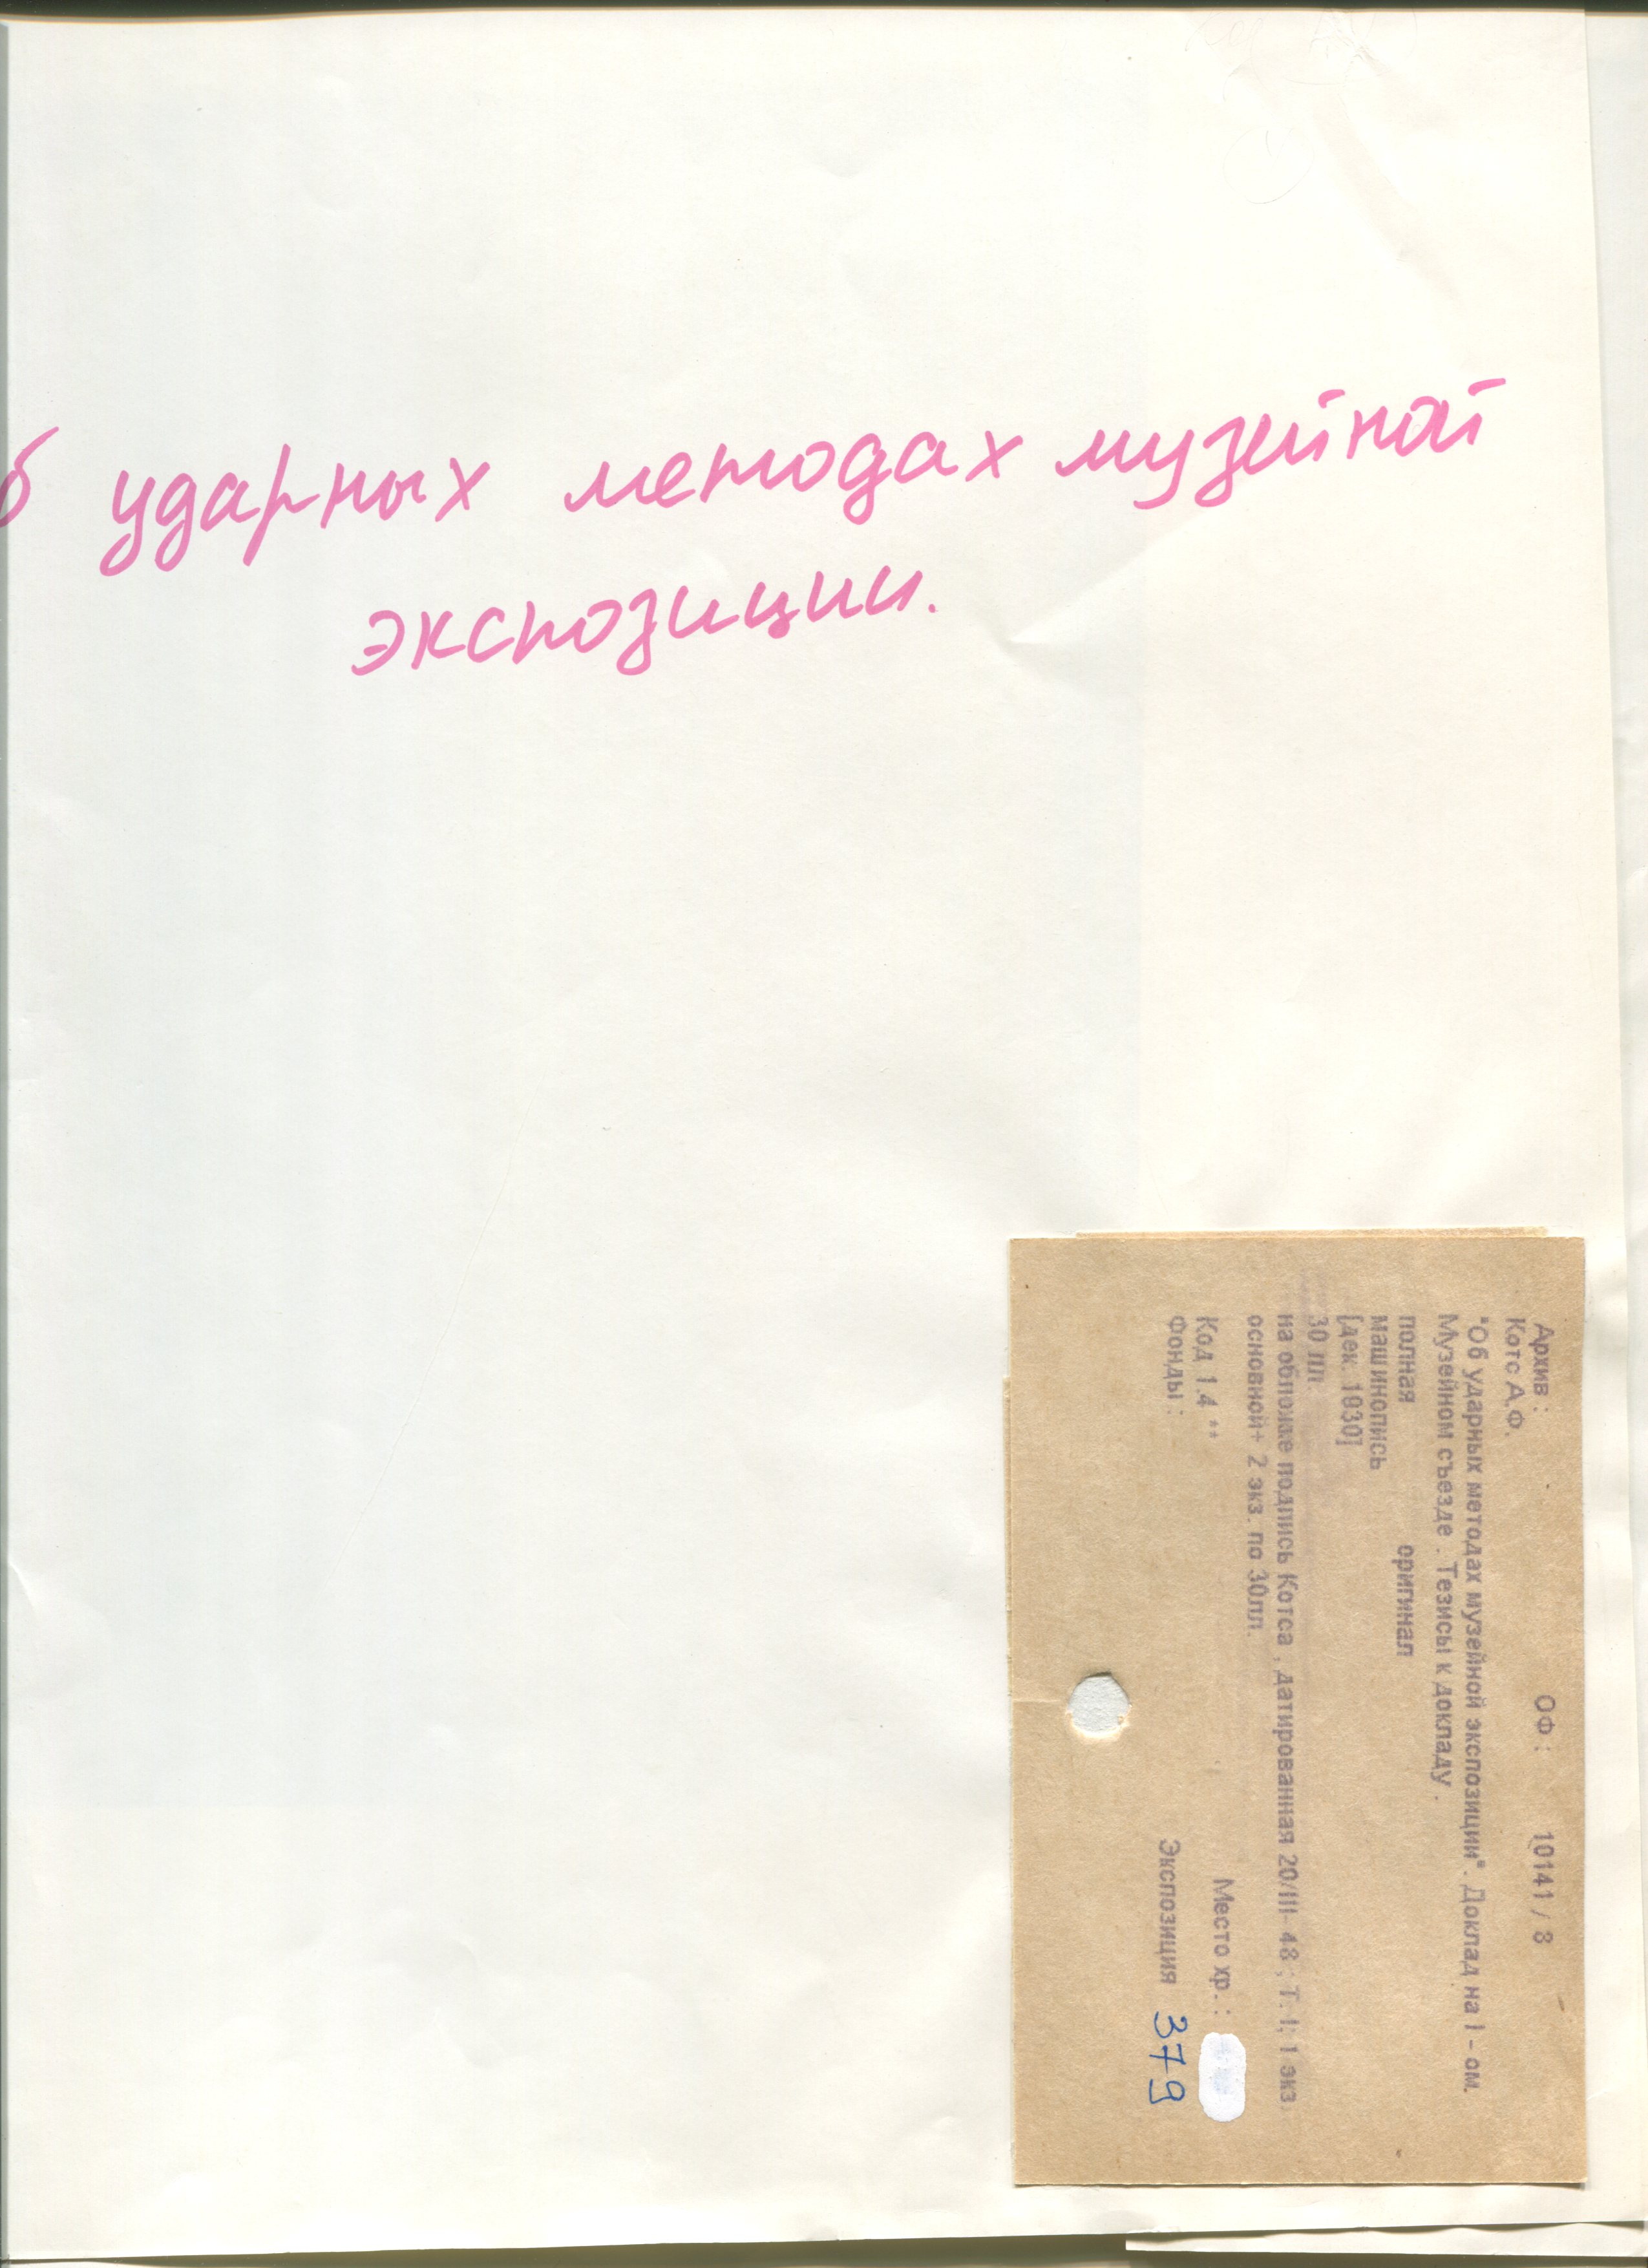 б ударных методах музейной
экспозиции.
Архив : ОФ : 10141 / 8
Котс А.Ф.
"Об ударных методах музейной экспозиции". Доклад на I - ом.
Музейном съезде . Тезисы к докладу .
полная оригинал
машинопись
[дек. 1930]
30 лл.
на обложке подпись Котса , датированная 20/III- 48 ; Т. I; 1 экз.
основной+ 2 экз. по 30лл.
Код 1.4 ** Место хр. :
Фонды : Экспозиция 379